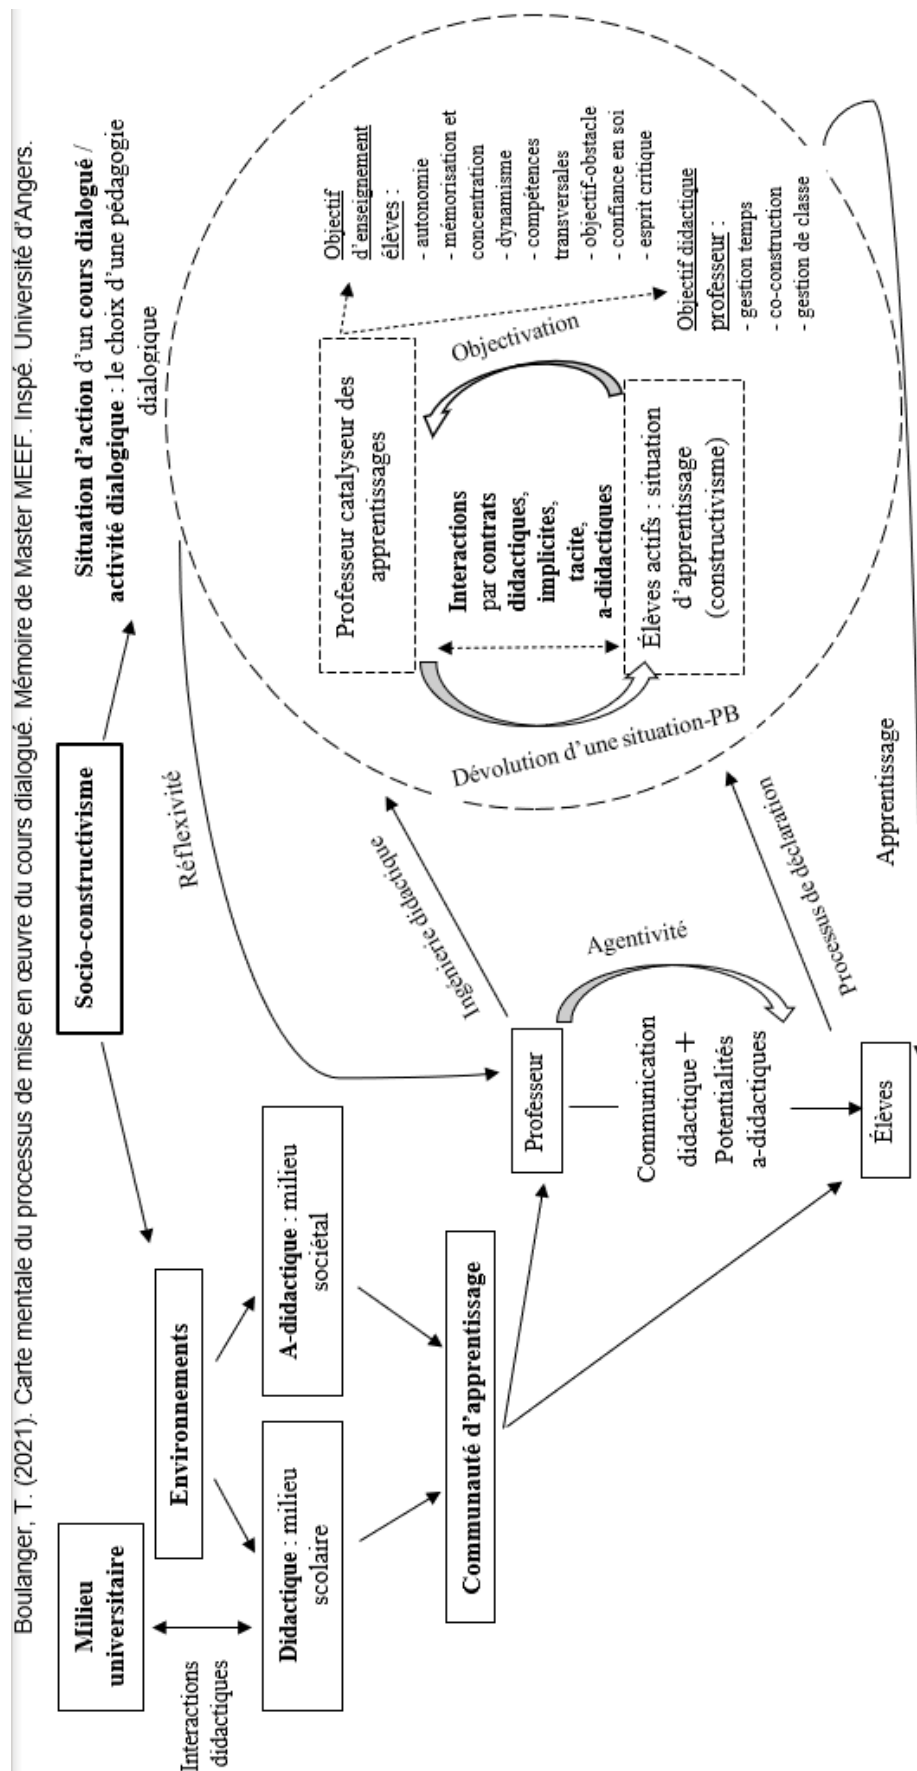 Boulanger, T. (2021). Carte mentale du processus de mise en œuvre du cours dialogué. Mémoire de Master MEEF. Inspé. Université d'Angers.
Milieu
universitaire
Socio-constructivisme
Situation d'action d'un cours dialogué /
activité dialogique : le choix d'une pédagogie
dialogique
Interactions
didactiques
Environnements
Réflexivité
Didactique : milieu
scolaire
A-didactique : milieu
sociétal
Communauté d'apprentissage
Professeur
Ingénierie didactique
Agentivité
Communication
didactique +
Potentialités
a-didactiques
Élèves
Processus de déclaration
Apprentissage
Professeur catalyseur des
apprentissages
Interactions
par contrats
didactiques,
implicites,
tacite,
a-didactiques
Élèves actifs : situation
d'apprentissage
(constructivisme)
Dévolution d'une situation-PB
Objectivation
Objectif
d'enseignement
élèves :
- autonomie
- mémorisation et
concentration
- dynamisme
- compétences
transversales
- objectif-obstacle
- confiance en soi
- esprit critique
Objectif didactique
professeur :
- gestion temps
- co-construction
- gestion de classe